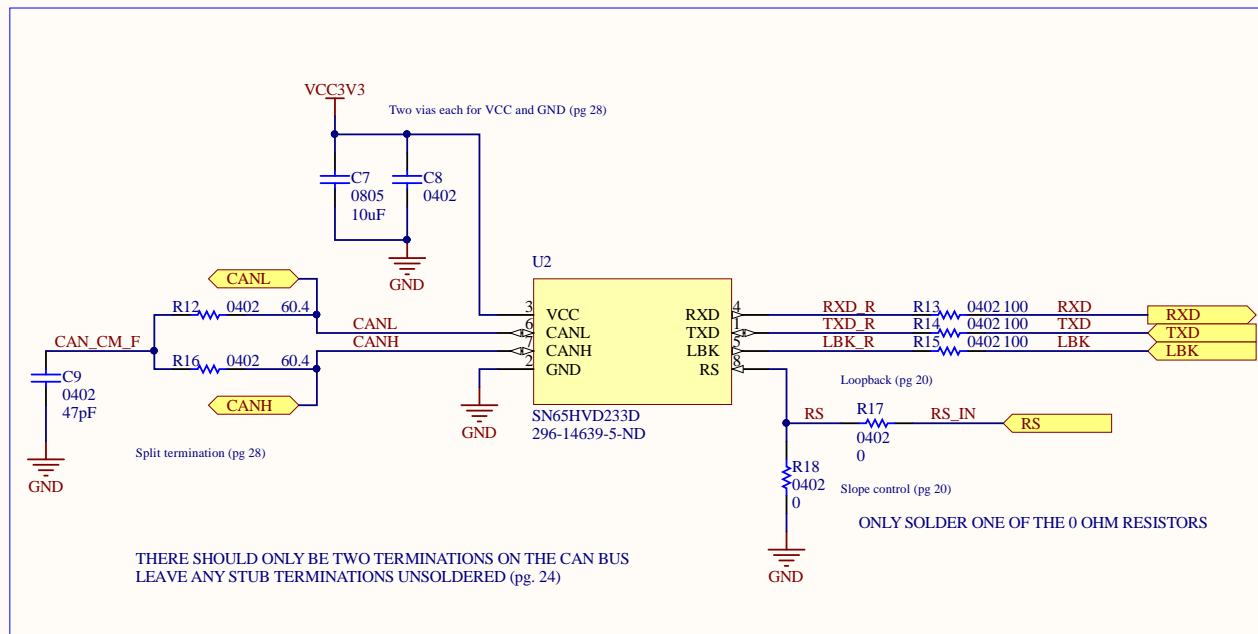 VCC3V3
Two vias each for VCC and GND (pg 28)
C7
0805
10uF
C8
0402
GND
U2
CANL
R12 0402 60.4
CANL
CAN_CM_F
CANH
R16 0402 60.4
C9
0402
47pF
CANH
GND
Split termination (pg 28)
GND
3 VCC
6 CANL
7 CANH
2 GND
RXD 4
TXD 1
LBK 5
RS 8
SN65HVD233D
296-14639-5-ND
RXD_R R13 0402 100 RXD RXD
TXD_R R14 0402 100 TXD TXD
LBK_R R15 0402 100 LBK LBK
Loopback (pg 20)
RS R17 RS_IN RS
0402
0
R18
0402
0
Slope control (pg 20)
ONLY SOLDER ONE OF THE 0 OHM RESISTORS
GND
THERE SHOULD ONLY BE TWO TERMINATIONS ON THE CAN BUS
LEAVE ANY STUB TERMINATIONS UNSOLDERED (pg. 24)